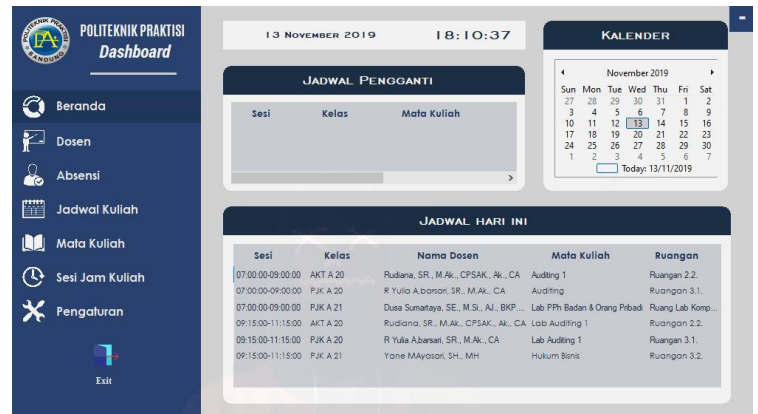 POLITEKNIK PRAKTISI
BANDUNG
POLITEKNIK PRAKTISI
Dashboard
Beranda
Dosen
Absensi
Jadwal Kuliah
Mata Kuliah
Sesi Jam Kuliah
Pengaturan
Exit
13 November 2019 18:10:37
Jadwal Pengganti
Sesi Kelas Mata Kuliah
Kalender
November 2019
Sun Mon Tue Wed Thu Fri Sat
27 28 29 30 31 1 2
3 4 5 6 7 8 9
10 11 12 13 14 15 16
17 18 19 20 21 22 23
24 25 26 27 28 29 30
1 2 3 4 5 6 7
Today: 13/11/2019
Jadwal hari ini
Sesi Kelas Nama Dosen Mata Kuliah Ruangan
07:00:00-09:00:00 AKT A 20 Rudiana, SR., M.Ak., CPSAK., Ak., CA Auditing 1 Ruangan 2.2.
07:00:00-09:00:00 PJK A 20 R Yulia A,barsari, SR., M.Ak., CA Auditing Ruangan 3.1.
07:00:00-09:00:00 PJK A 21 Dusa Sumartaya, SE., M.Si., AJ., BKP.... Lab PPh Badan & Orang Pribadi Ruang Lab Komp...
09:15:00-11:15:00 AKT A 20 Rudiana, SR., M.Ak., CPSAK., Ak., CA Lab Auditing 1 Ruangan 2.2.
09:15:00-11:15:00 PJK A 20 R Yulia A,barsari, SR., M.Ak., CA Lab Auditing 1 Ruangan 3.1.
09:15:00-11:15:00 PJK A 21 Yane MAyasari, SH., MH Hukum Bisnis Ruangan 3.2.